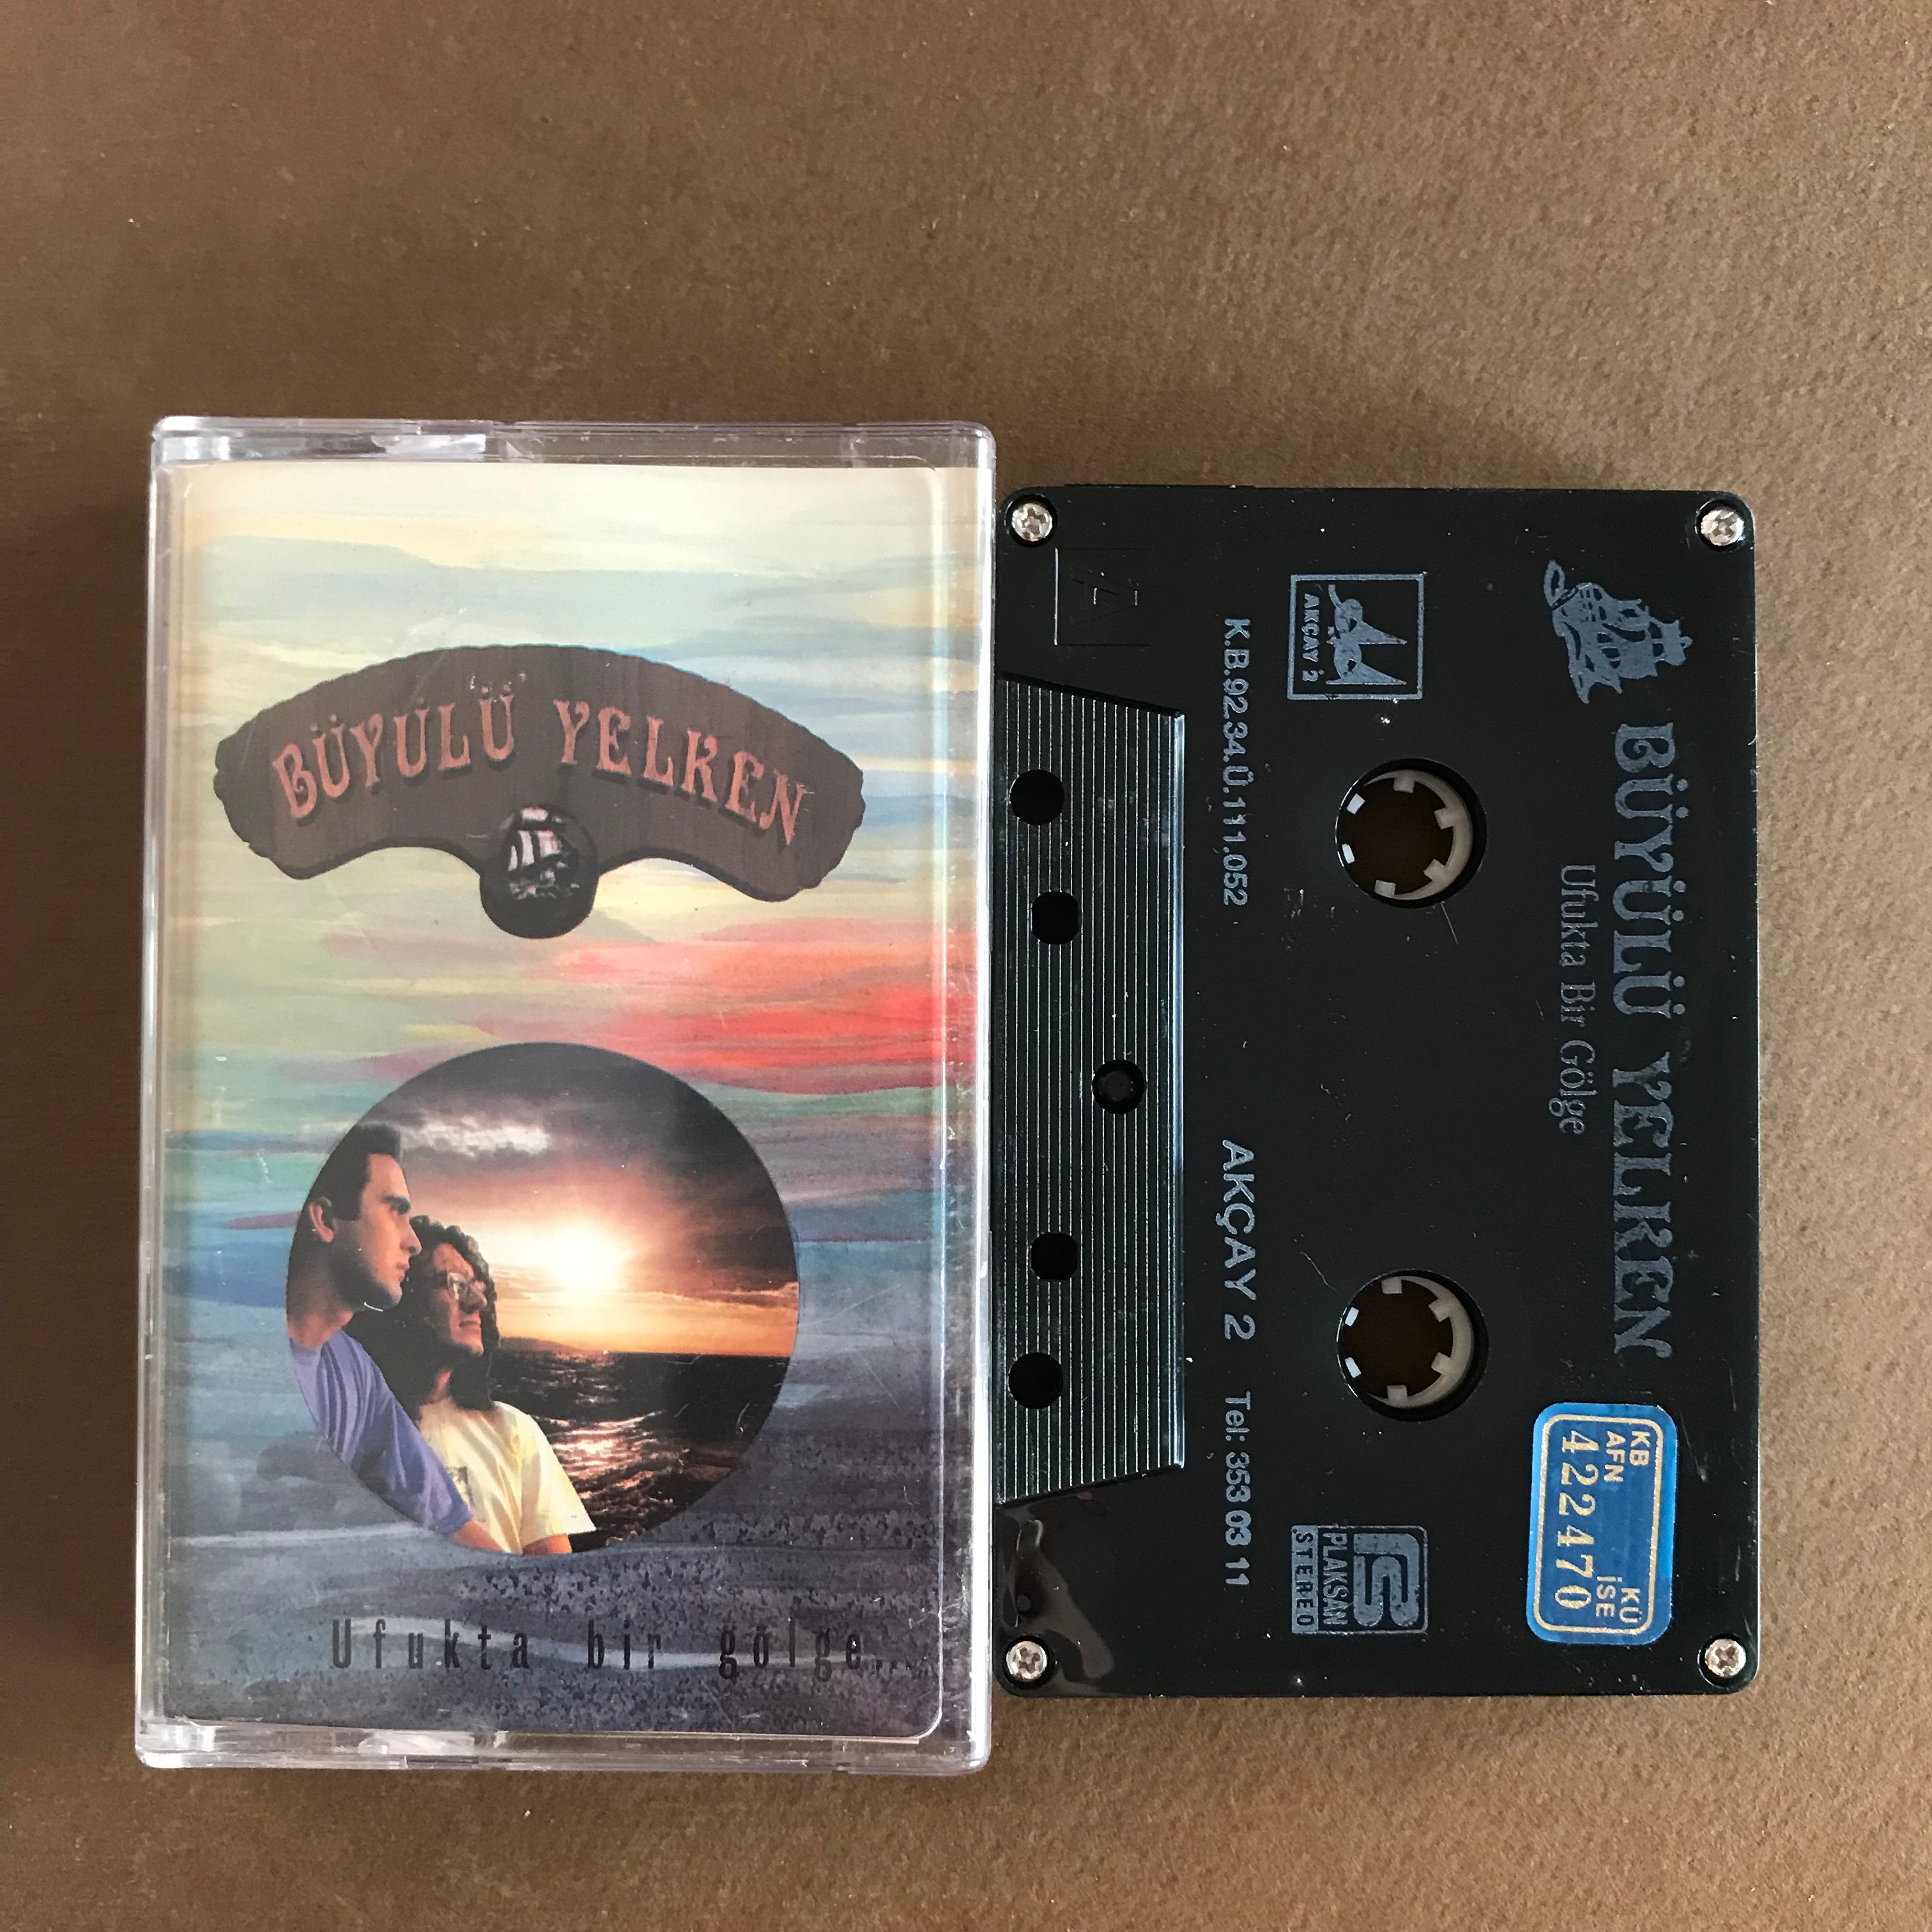 BÜYÜLÜ YELKEN
Ufukta bir gölge...
BÜYÜLÜ YELKEN
Ufukta Bir Gölge
AKÇAY 2
K.B.92.34.Ü.111.052
AKÇAY 2 Tel: 353 03 11
PLAKSAN
STEREO
A
KB KÜ
AFN İSE
422470